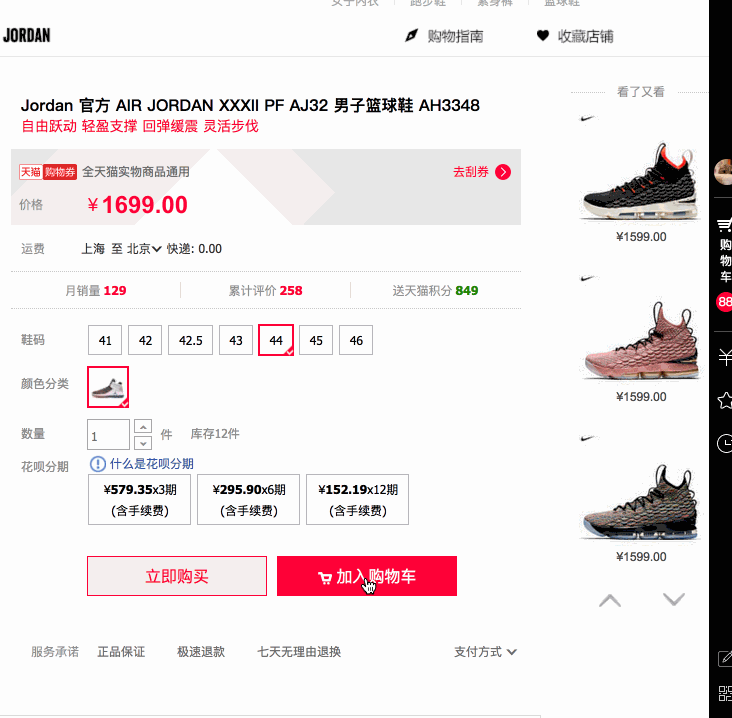 女子内衣 跑步鞋 紧身裤 篮球鞋
JORDAN
购物指南 收藏店铺
看了又看
Jordan 官方 AIR JORDAN XXXII PF AJ32 男子篮球鞋 AH3348
自由跃动 轻盈支撑 回弹缓震 灵活步伐
天猫 购物券 全天猫实物商品通用 去刮券
价格 ¥1699.00
运费 上海 至 北京 快递: 0.00
¥1599.00
月销量 129 累计评价 258 送天猫积分 849
购物车
88
鞋码 41 42 42.5 43 44 45 46
颜色分类
¥1599.00
数量 1 件 库存12件
花呗分期 什么是花呗分期
¥579.35x3期 ¥295.90x6期 ¥152.19x12期
(含手续费) (含手续费) (含手续费)
¥1599.00
立即购买 加入购物车
服务承诺 正品保证 极速退款 七天无理由退换 支付方式